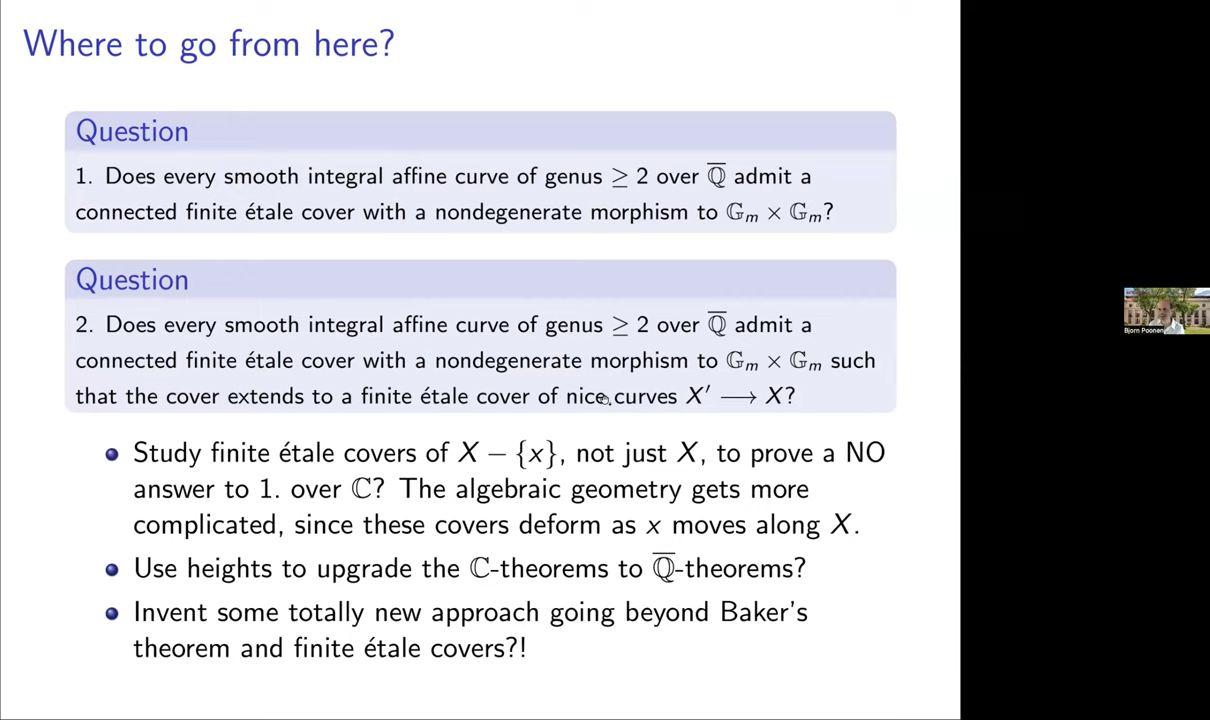 Where to go from here?
Question
1. Does every smooth integral affine curve of genus ≥ 2 over Q̅ admit a
connected finite étale cover with a nondegenerate morphism to 𝔾ₘ × 𝔾ₘ?
Question
2. Does every smooth integral affine curve of genus ≥ 2 over Q̅ admit a
connected finite étale cover with a nondegenerate morphism to 𝔾ₘ × 𝔾ₘ such
that the cover extends to a finite étale cover of nice curves X′ ⟶ X?
Study finite étale covers of X − {x}, not just X, to prove a NO
answer to 1. over ℂ? The algebraic geometry gets more
complicated, since these covers deform as x moves along X.
Use heights to upgrade the ℂ-theorems to Q̅-theorems?
Invent some totally new approach going beyond Baker's
theorem and finite étale covers?!
Bjorn Poonen